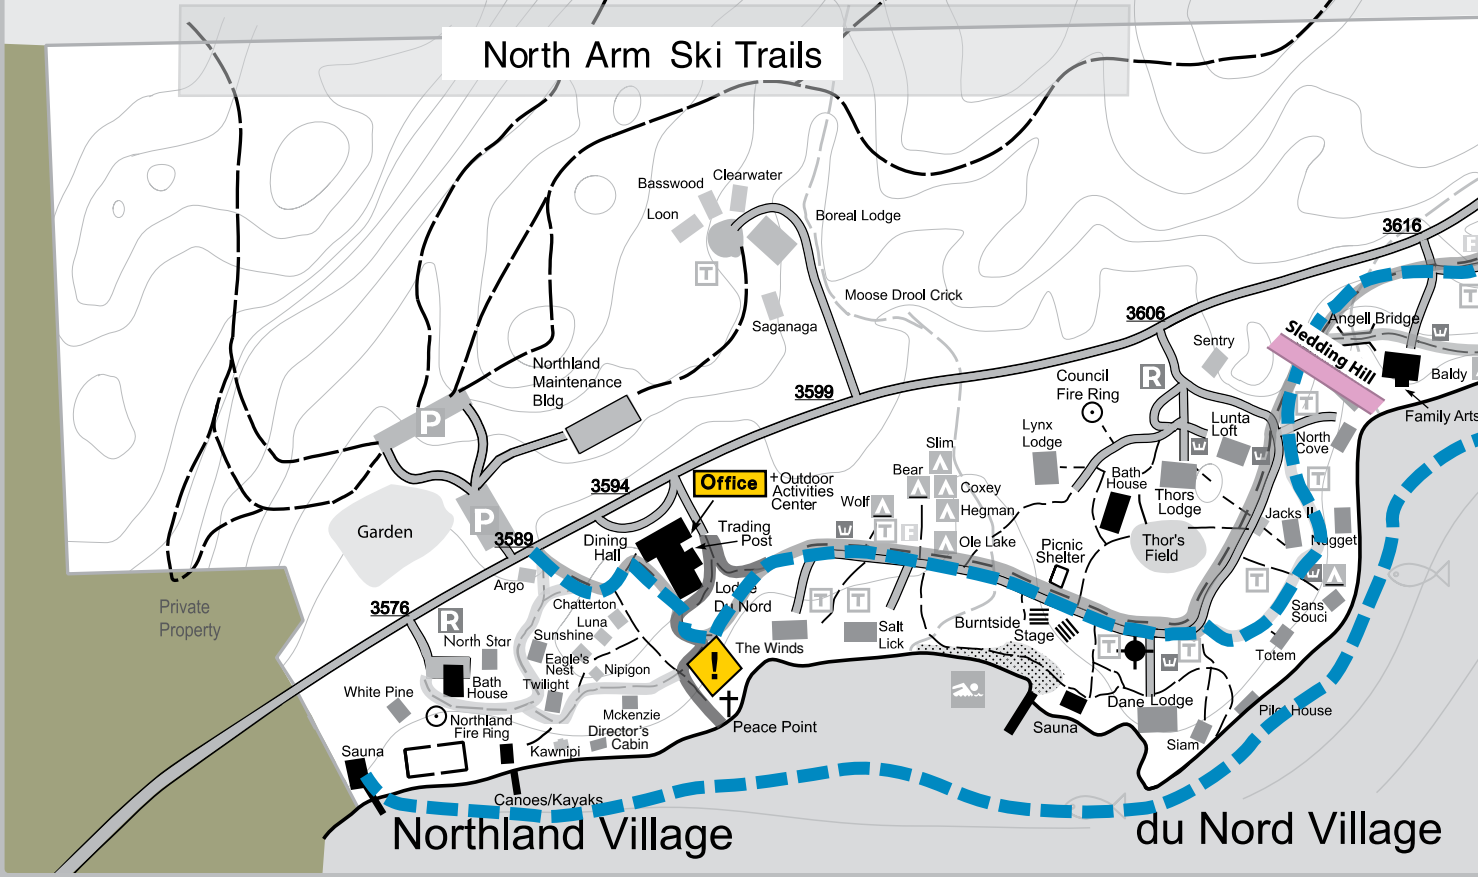 North Arm Ski Trails
Clearwater
Basswood
Loon
Boreal Lodge
T
3616
F
T
Moose Drool Crick
3606
Angell Bridge
Saganaga
Sentry
Sledding Hill
Northland
Maintenance
Bldg
Council
Fire Ring
R
Baldy
3599
T
Family Arts
P
Lunta
Loft
Lynx
Lodge
North
Cove
Slim
Bear
Bath
House
3594
Office
+Outdoor
Activities
Center
Coxey
Thors
Lodge
T
Wolf
Hegman
Jacks II
P
Garden
3589
Dining
Hall
Trading
Post
T
F
Ole Lake
Picnic
Shelter
Thor's
Field
Nugget
Argo
Lodge
Du Nord
T
T
T
Private
Property
3576
Chatterton
Sans
Souci
R
Luna
Sunshine
Burntside
Stage
Salt
Lick
North Star
The Winds
T
T
Totem
Eagle's
Nest
Nipigon
!
Bath
House
Twilight
White Pine
Dane Lodge
Pilot House
Northland
Fire Ring
Mckenzie
Peace Point
Sauna
Director's
Cabin
Siam
Sauna
Kawnipi
Canoes/Kayaks
Northland Village
du Nord Village